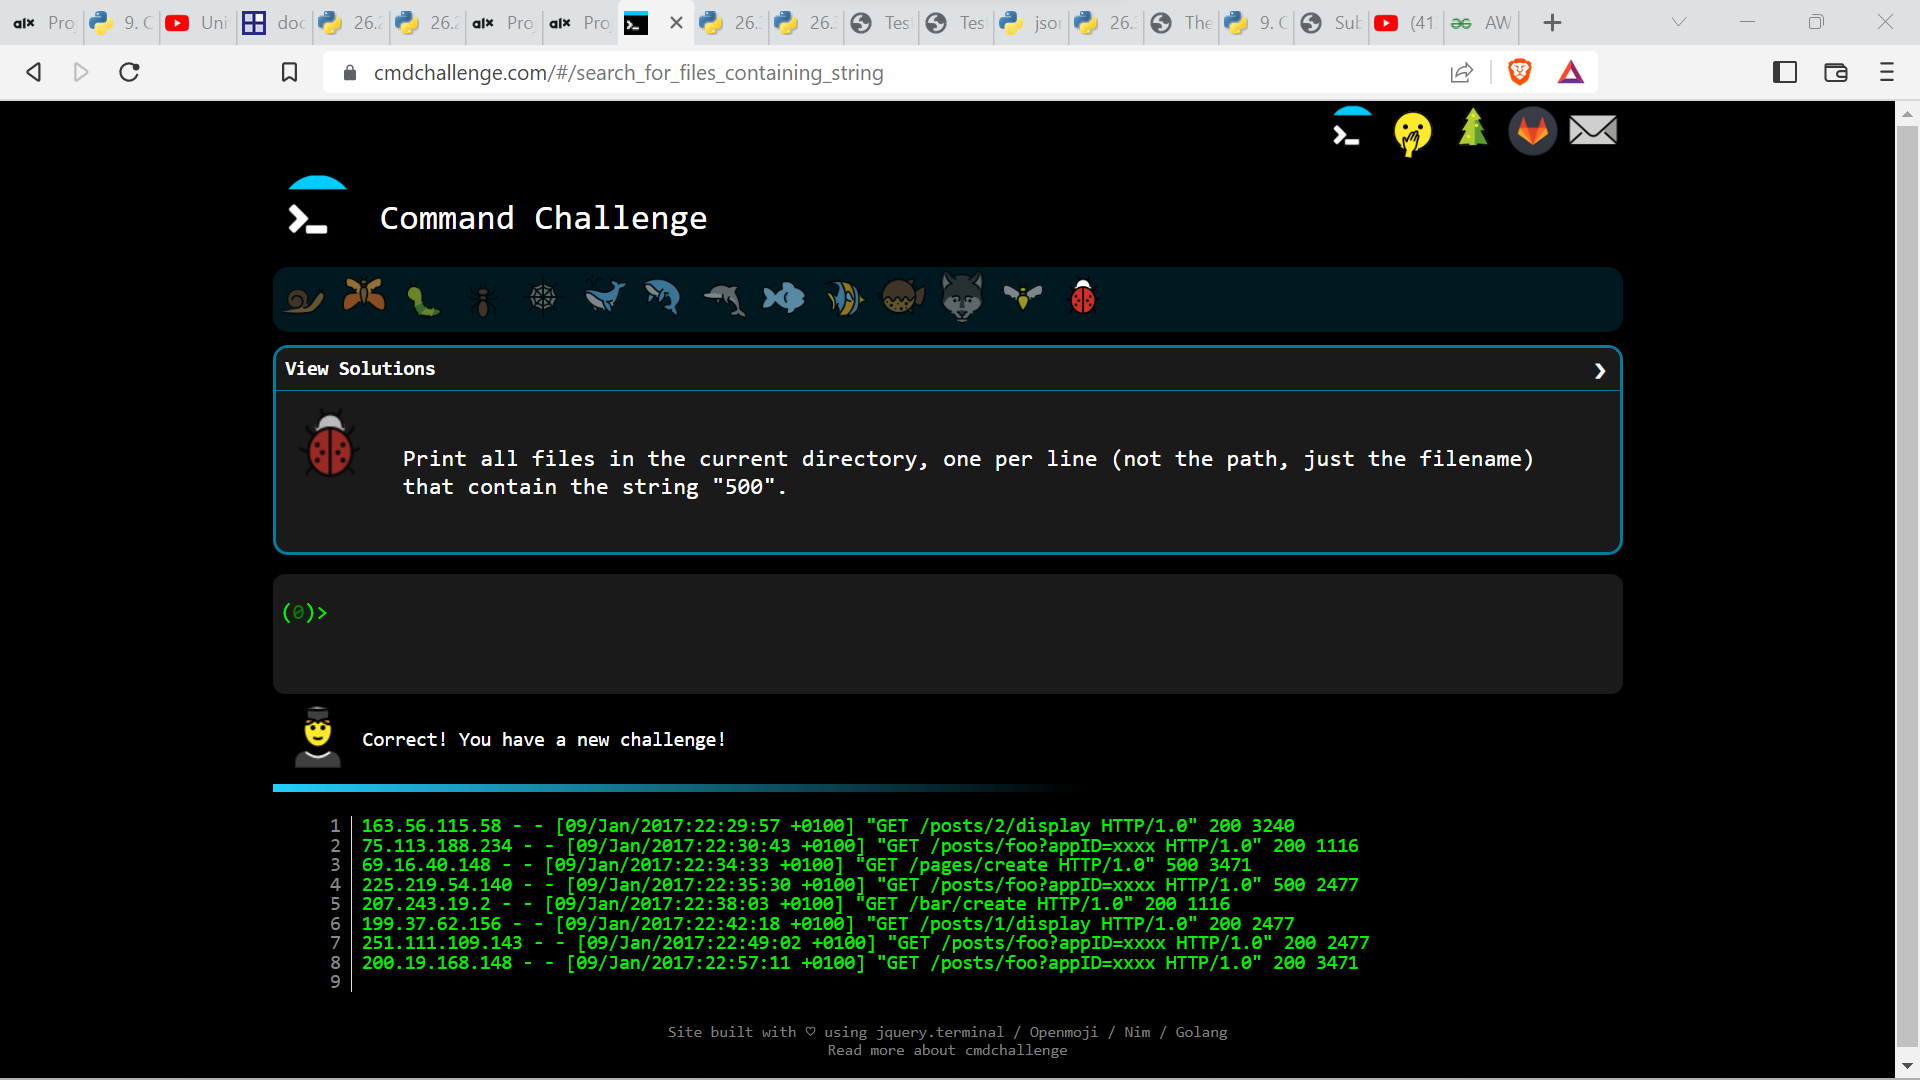 alx Pro
9. C
Uni
doc
26.2
26.2
alx Pro
alx Pro
26.3
26.
Test
Tes
jso
26.3
The
9. C
Sub
(41
AW
cmdchallenge.com/#/search_for_files_containing_string
Command Challenge
View Solutions
Print all files in the current directory, one per line (not the path, just the filename)
that contain the string "500".
(0)>
Correct! You have a new challenge!
1 163.56.115.58 - - [09/Jan/2017:22:29:57 +0100] "GET /posts/2/display HTTP/1.0" 200 3240
2 75.113.188.234 - - [09/Jan/2017:22:30:43 +0100] "GET /posts/foo?appID=xxxx HTTP/1.0" 200 1116
3 69.16.40.148 - - [09/Jan/2017:22:34:33 +0100] "GET /pages/create HTTP/1.0" 500 3471
4 225.219.54.140 - - [09/Jan/2017:22:35:30 +0100] "GET /posts/foo?appID=xxxx HTTP/1.0" 500 2477
5 207.243.19.2 - - [09/Jan/2017:22:38:03 +0100] "GET /bar/create HTTP/1.0" 200 1116
6 199.37.62.156 - - [09/Jan/2017:22:42:18 +0100] "GET /posts/1/display HTTP/1.0" 200 2477
7 251.111.109.143 - - [09/Jan/2017:22:49:02 +0100] "GET /posts/foo?appID=xxxx HTTP/1.0" 200 2477
8 200.19.168.148 - - [09/Jan/2017:22:57:11 +0100] "GET /posts/foo?appID=xxxx HTTP/1.0" 200 3471
9
Site built with ♡ using jquery.terminal / Openmoji / Nim / Golang
Read more about cmdchallenge